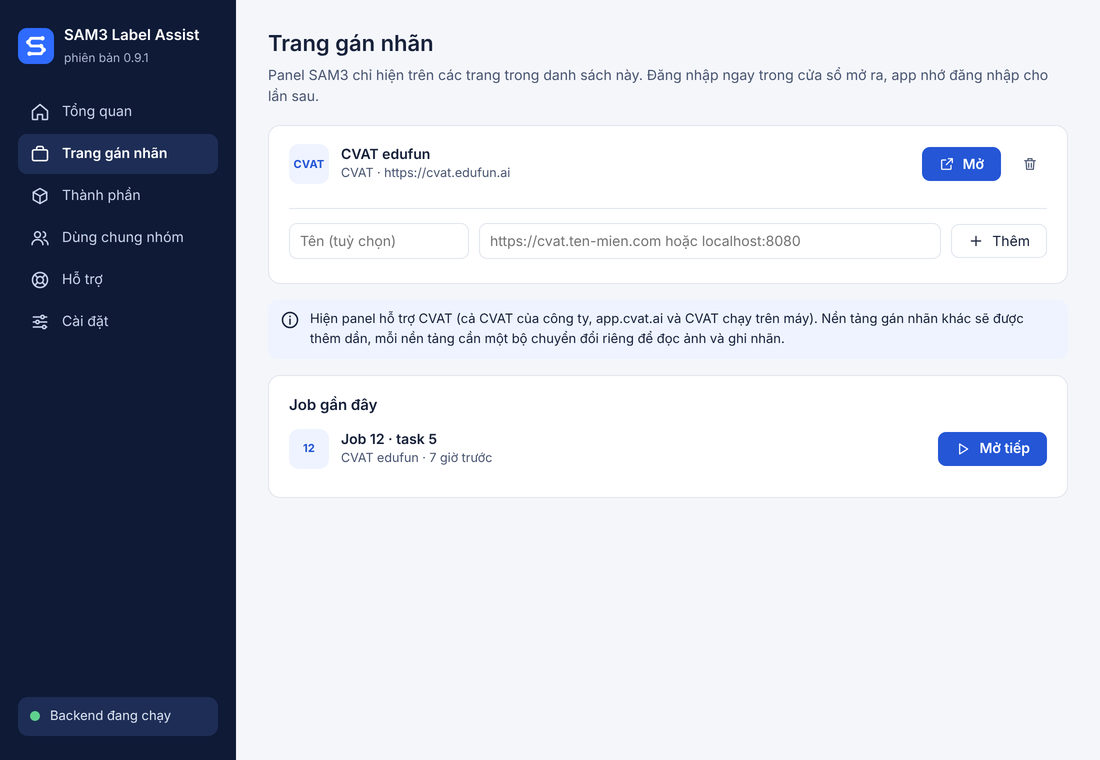 SAM3 Label Assist
phiên bản 0.9.1
Tổng quan
Trang gán nhãn
Thành phần
Dùng chung nhóm
Hỗ trợ
Cài đặt
Backend đang chạy
Trang gán nhãn
Panel SAM3 chỉ hiện trên các trang trong danh sách này. Đăng nhập ngay trong cửa sổ mở ra, app nhớ đăng nhập cho
lần sau.
CVAT
CVAT edufun
CVAT · https://cvat.edufun.ai
Mở
Tên (tuỳ chọn)
https://cvat.ten-mien.com hoặc localhost:8080
Thêm
Hiện panel hỗ trợ CVAT (cả CVAT của công ty, app.cvat.ai và CVAT chạy trên máy). Nền tảng gán nhãn khác sẽ được
thêm dần, mỗi nền tảng cần một bộ chuyển đổi riêng để đọc ảnh và ghi nhãn.
Job gần đây
12
Job 12 · task 5
CVAT edufun · 7 giờ trước
Mở tiếp